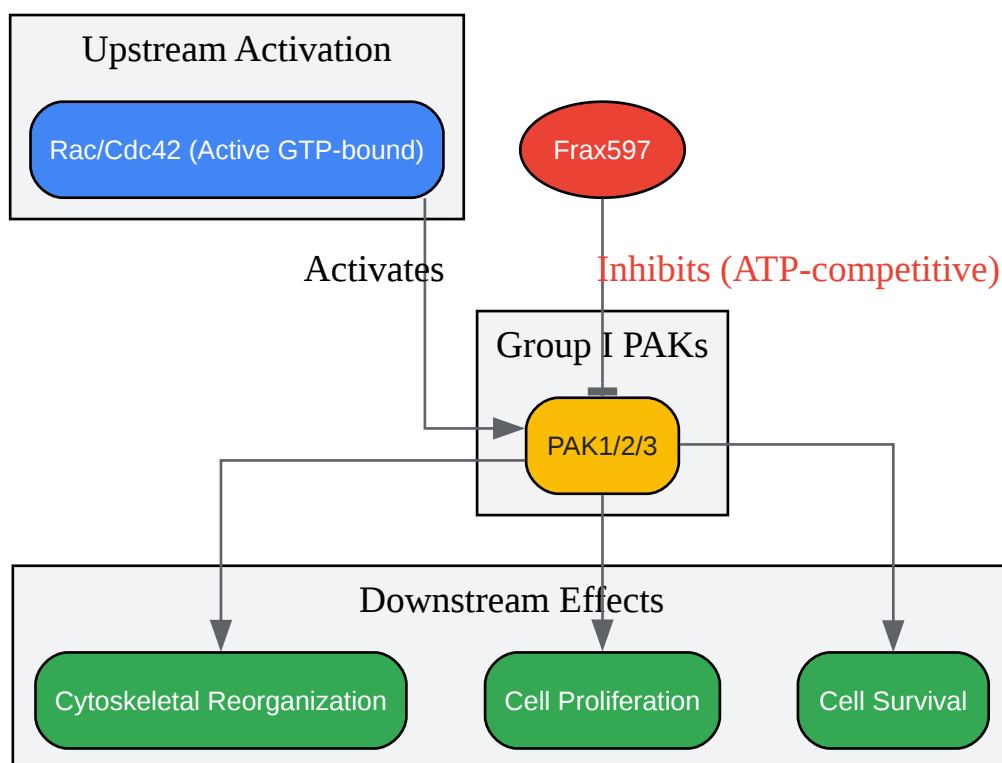 Upstream Activation
Rac/Cdc42 (Active GTP-bound)
Frax597
Activates
Inhibits (ATP-competitive)
Group I PAKs
PAK1/2/3
Downstream Effects
Cytoskeletal Reorganization
Cell Proliferation
Cell Survival